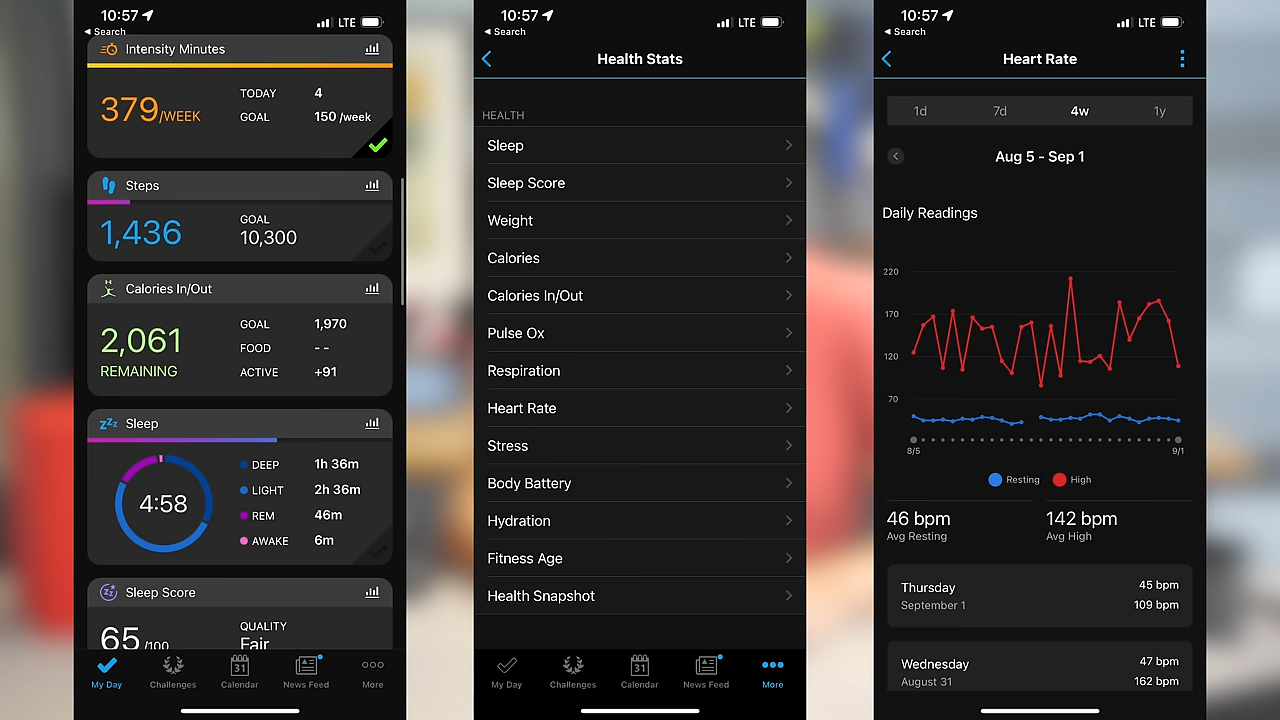 10:57
LTE
Search
Intensity Minutes
379/WEEK
TODAY 4
GOAL 150 /week
Steps
1,436
GOAL
10,300
Calories In/Out
2,061
REMAINING
GOAL 1,970
FOOD - -
ACTIVE +91
Sleep
4:58
DEEP 1h 36m
LIGHT 2h 36m
REM 46m
AWAKE 6m
Sleep Score
65 /100
QUALITY
Fair
My Day
Challenges
31
Calendar
News Feed
More
10:57
LTE
Search
Health Stats
HEALTH
Sleep
Sleep Score
Weight
Calories
Calories In/Out
Pulse Ox
Respiration
Heart Rate
Stress
Body Battery
Hydration
Fitness Age
Health Snapshot
My Day
Challenges
31
Calendar
News Feed
More
10:57
LTE
Search
Heart Rate
1d 7d 4w 1y
Aug 5 - Sep 1
Daily Readings
220
170
120
70
8/5 9/1
Resting High
46 bpm 142 bpm
Avg Resting Avg High
Thursday 45 bpm
September 1 109 bpm
Wednesday 47 bpm
August 31 162 bpm